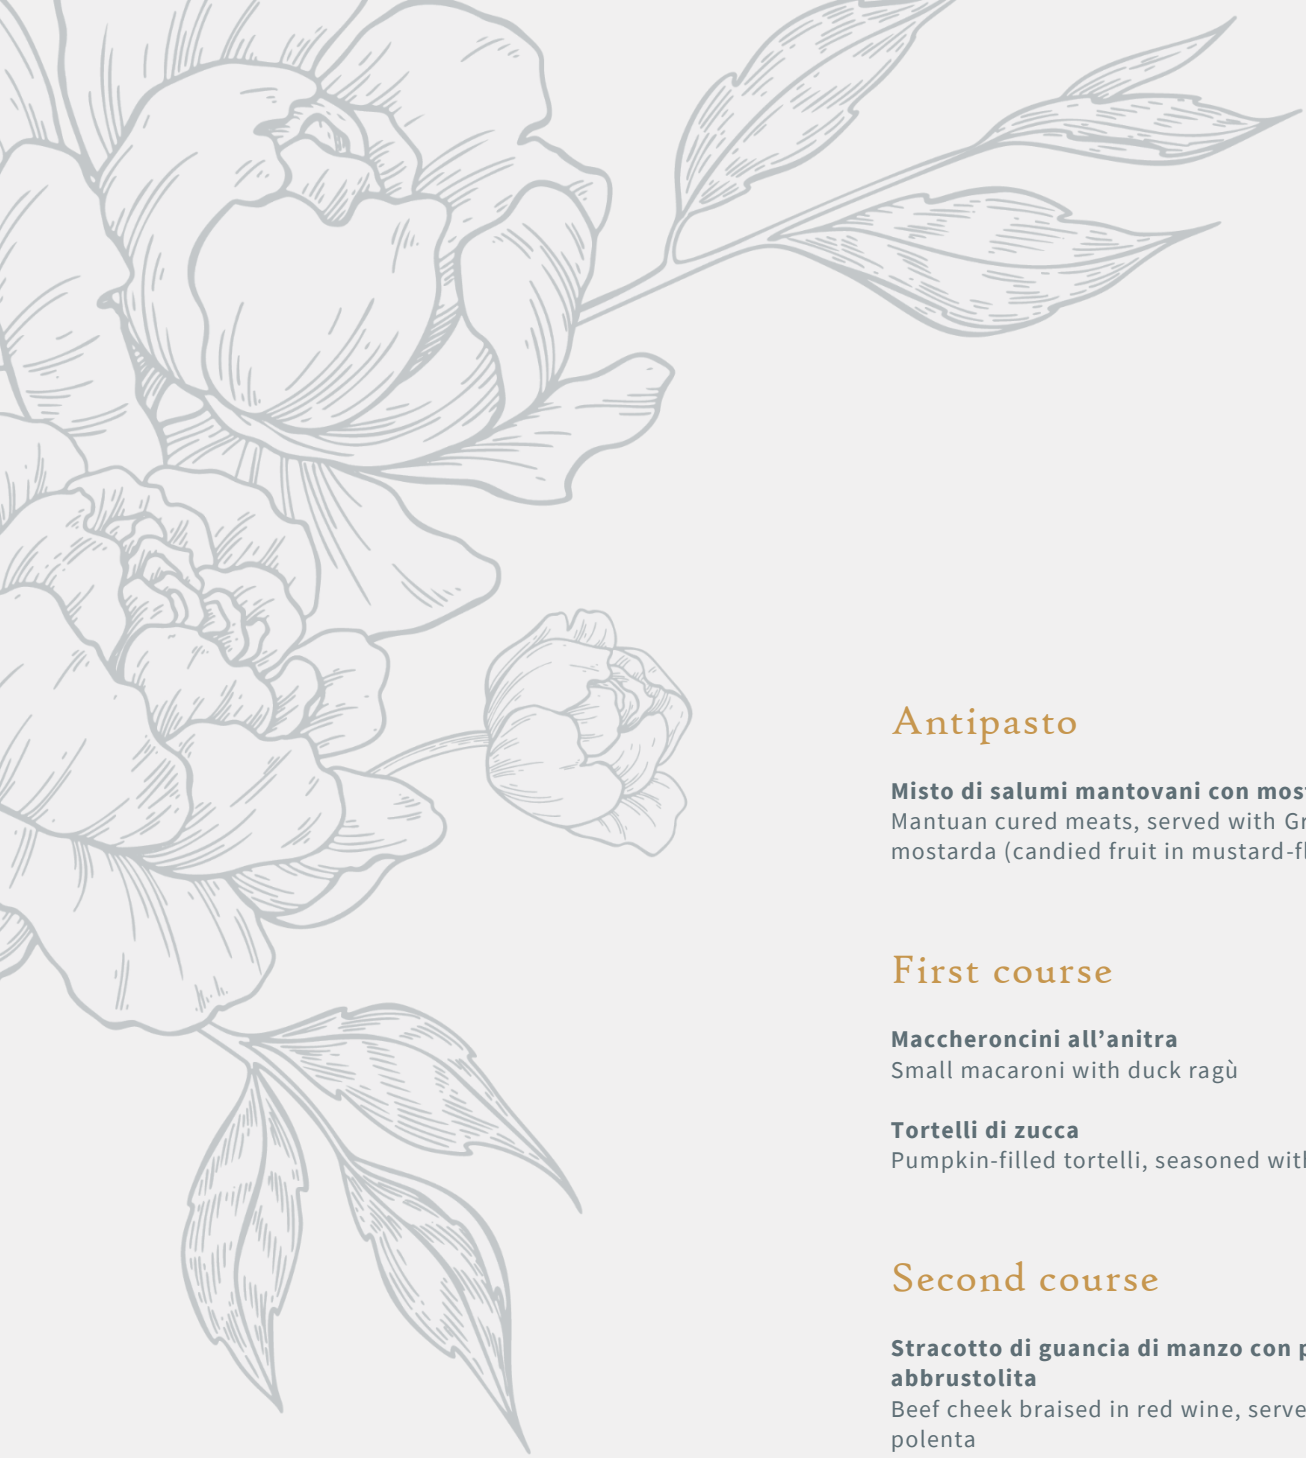 Antipasto
Misto di salumi mantovani con
Mantuan cured meats, served with
mostarda (candied fruit in
First course
Maccheroncini all’anitra
Small macaroni with duck ragù
Tortelli di zucca
Pumpkin-filled tortelli, seasoned
Second course
Stracotto di guancia di manzo con
abbrustolita
Beef cheek braised in red wine,
polenta